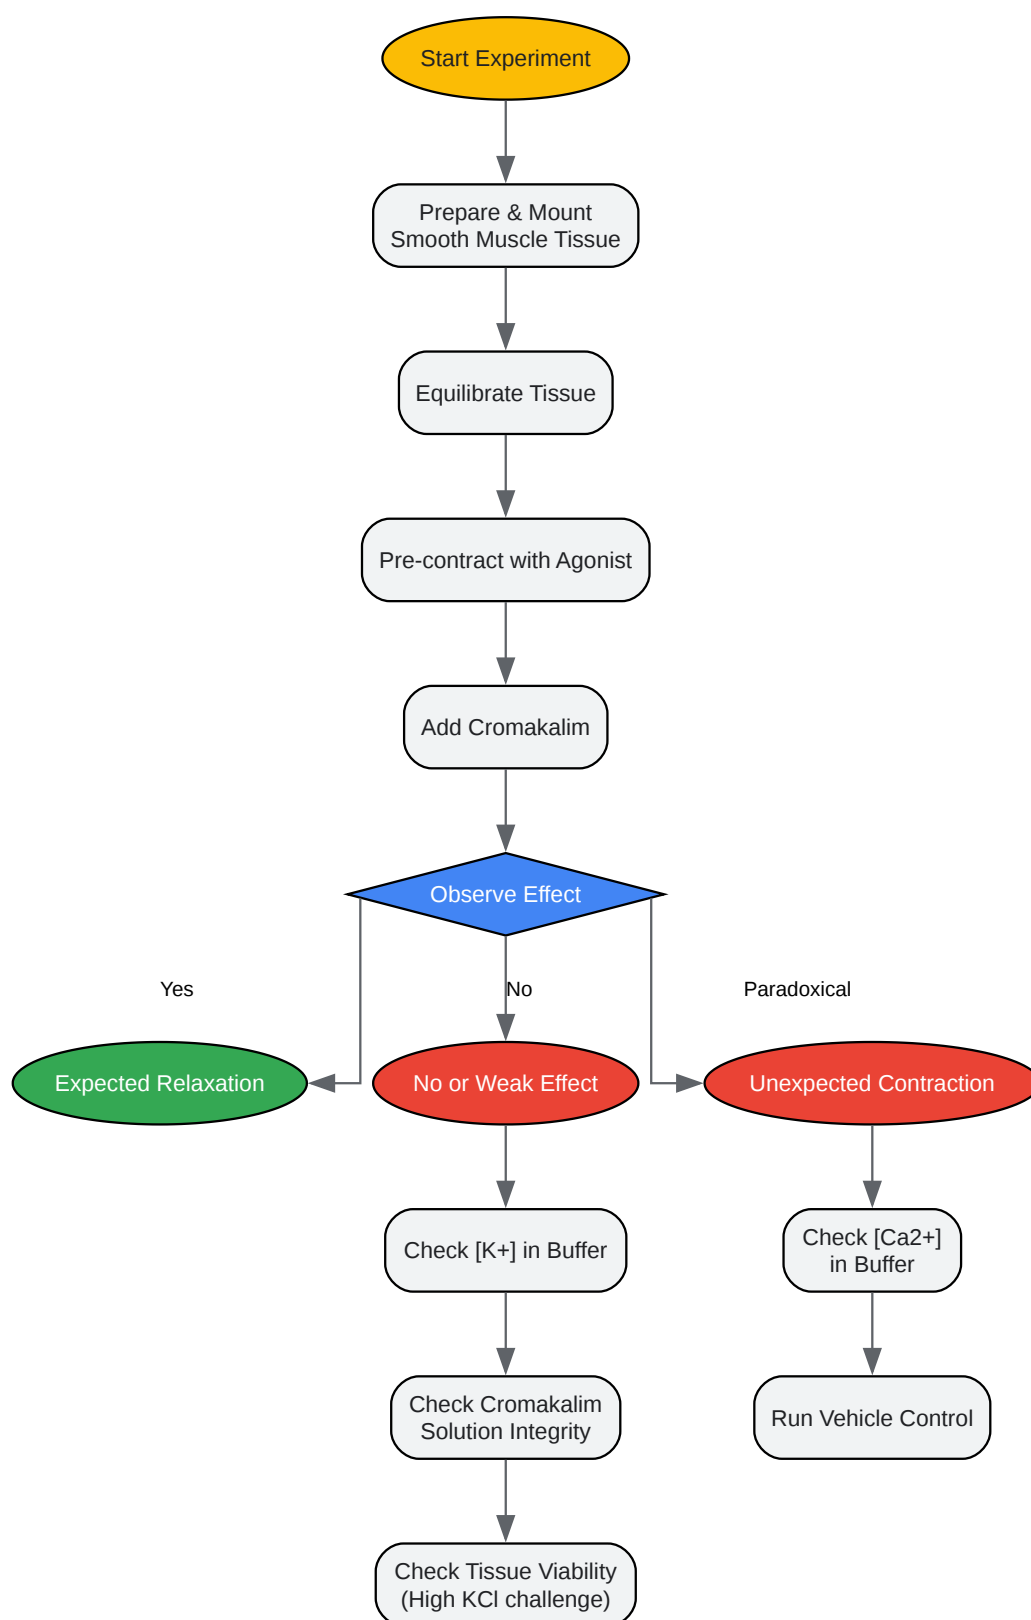 Start Experiment
Prepare & Mount
Smooth Muscle Tissue
Equilibrate Tissue
Pre-contract with Agonist
Add Cromakalim
Observe Effect
Yes
No
Paradoxical
Expected Relaxation
No or Weak Effect
Unexpected Contraction
Check [K+] in Buffer
Check [Ca2+]
in Buffer
Check Cromakalim
Solution Integrity
Run Vehicle Control
Check Tissue Viability
(High KCl challenge)